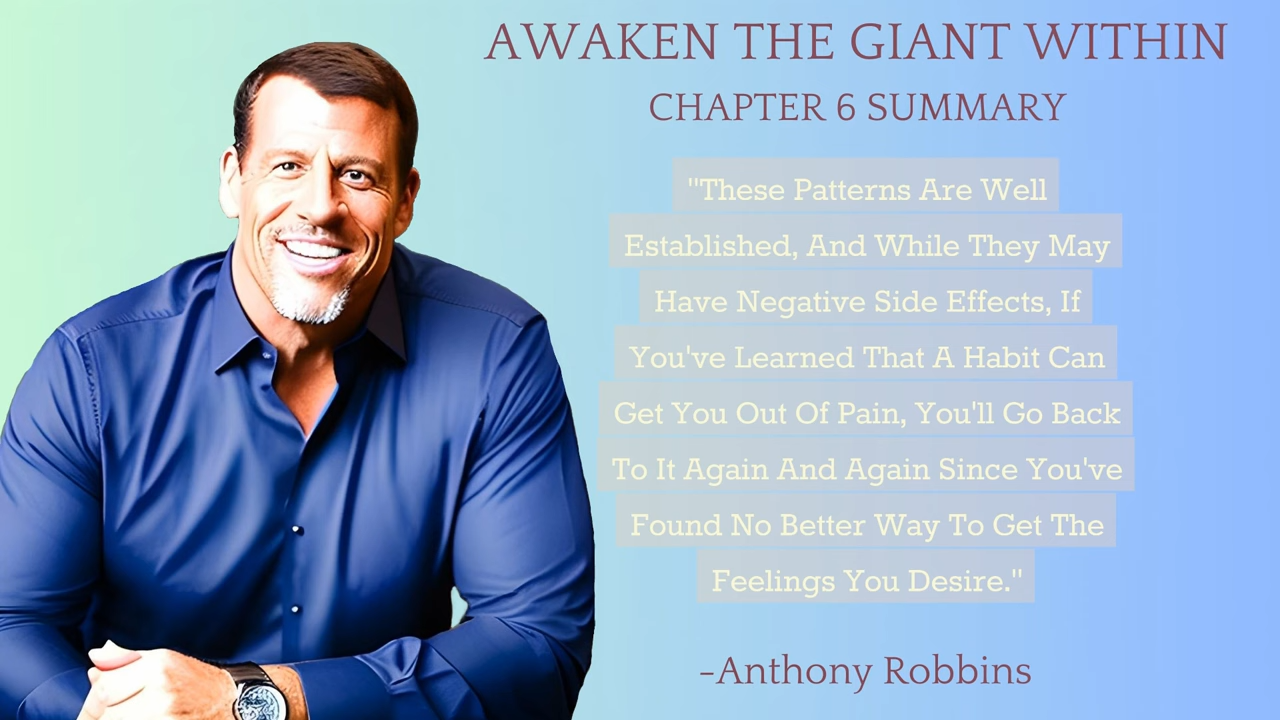 AWAKEN THE GIANT WITHIN
CHAPTER 6 SUMMARY
"These Patterns Are Well
Established, And While They May
Have Negative Side Effects, If
You've Learned That A Habit Can
Get You Out Of Pain, You'll Go Back
To It Again And Again Since You've
Found No Better Way To Get The
Feelings You Desire."
–Anthony Robbins